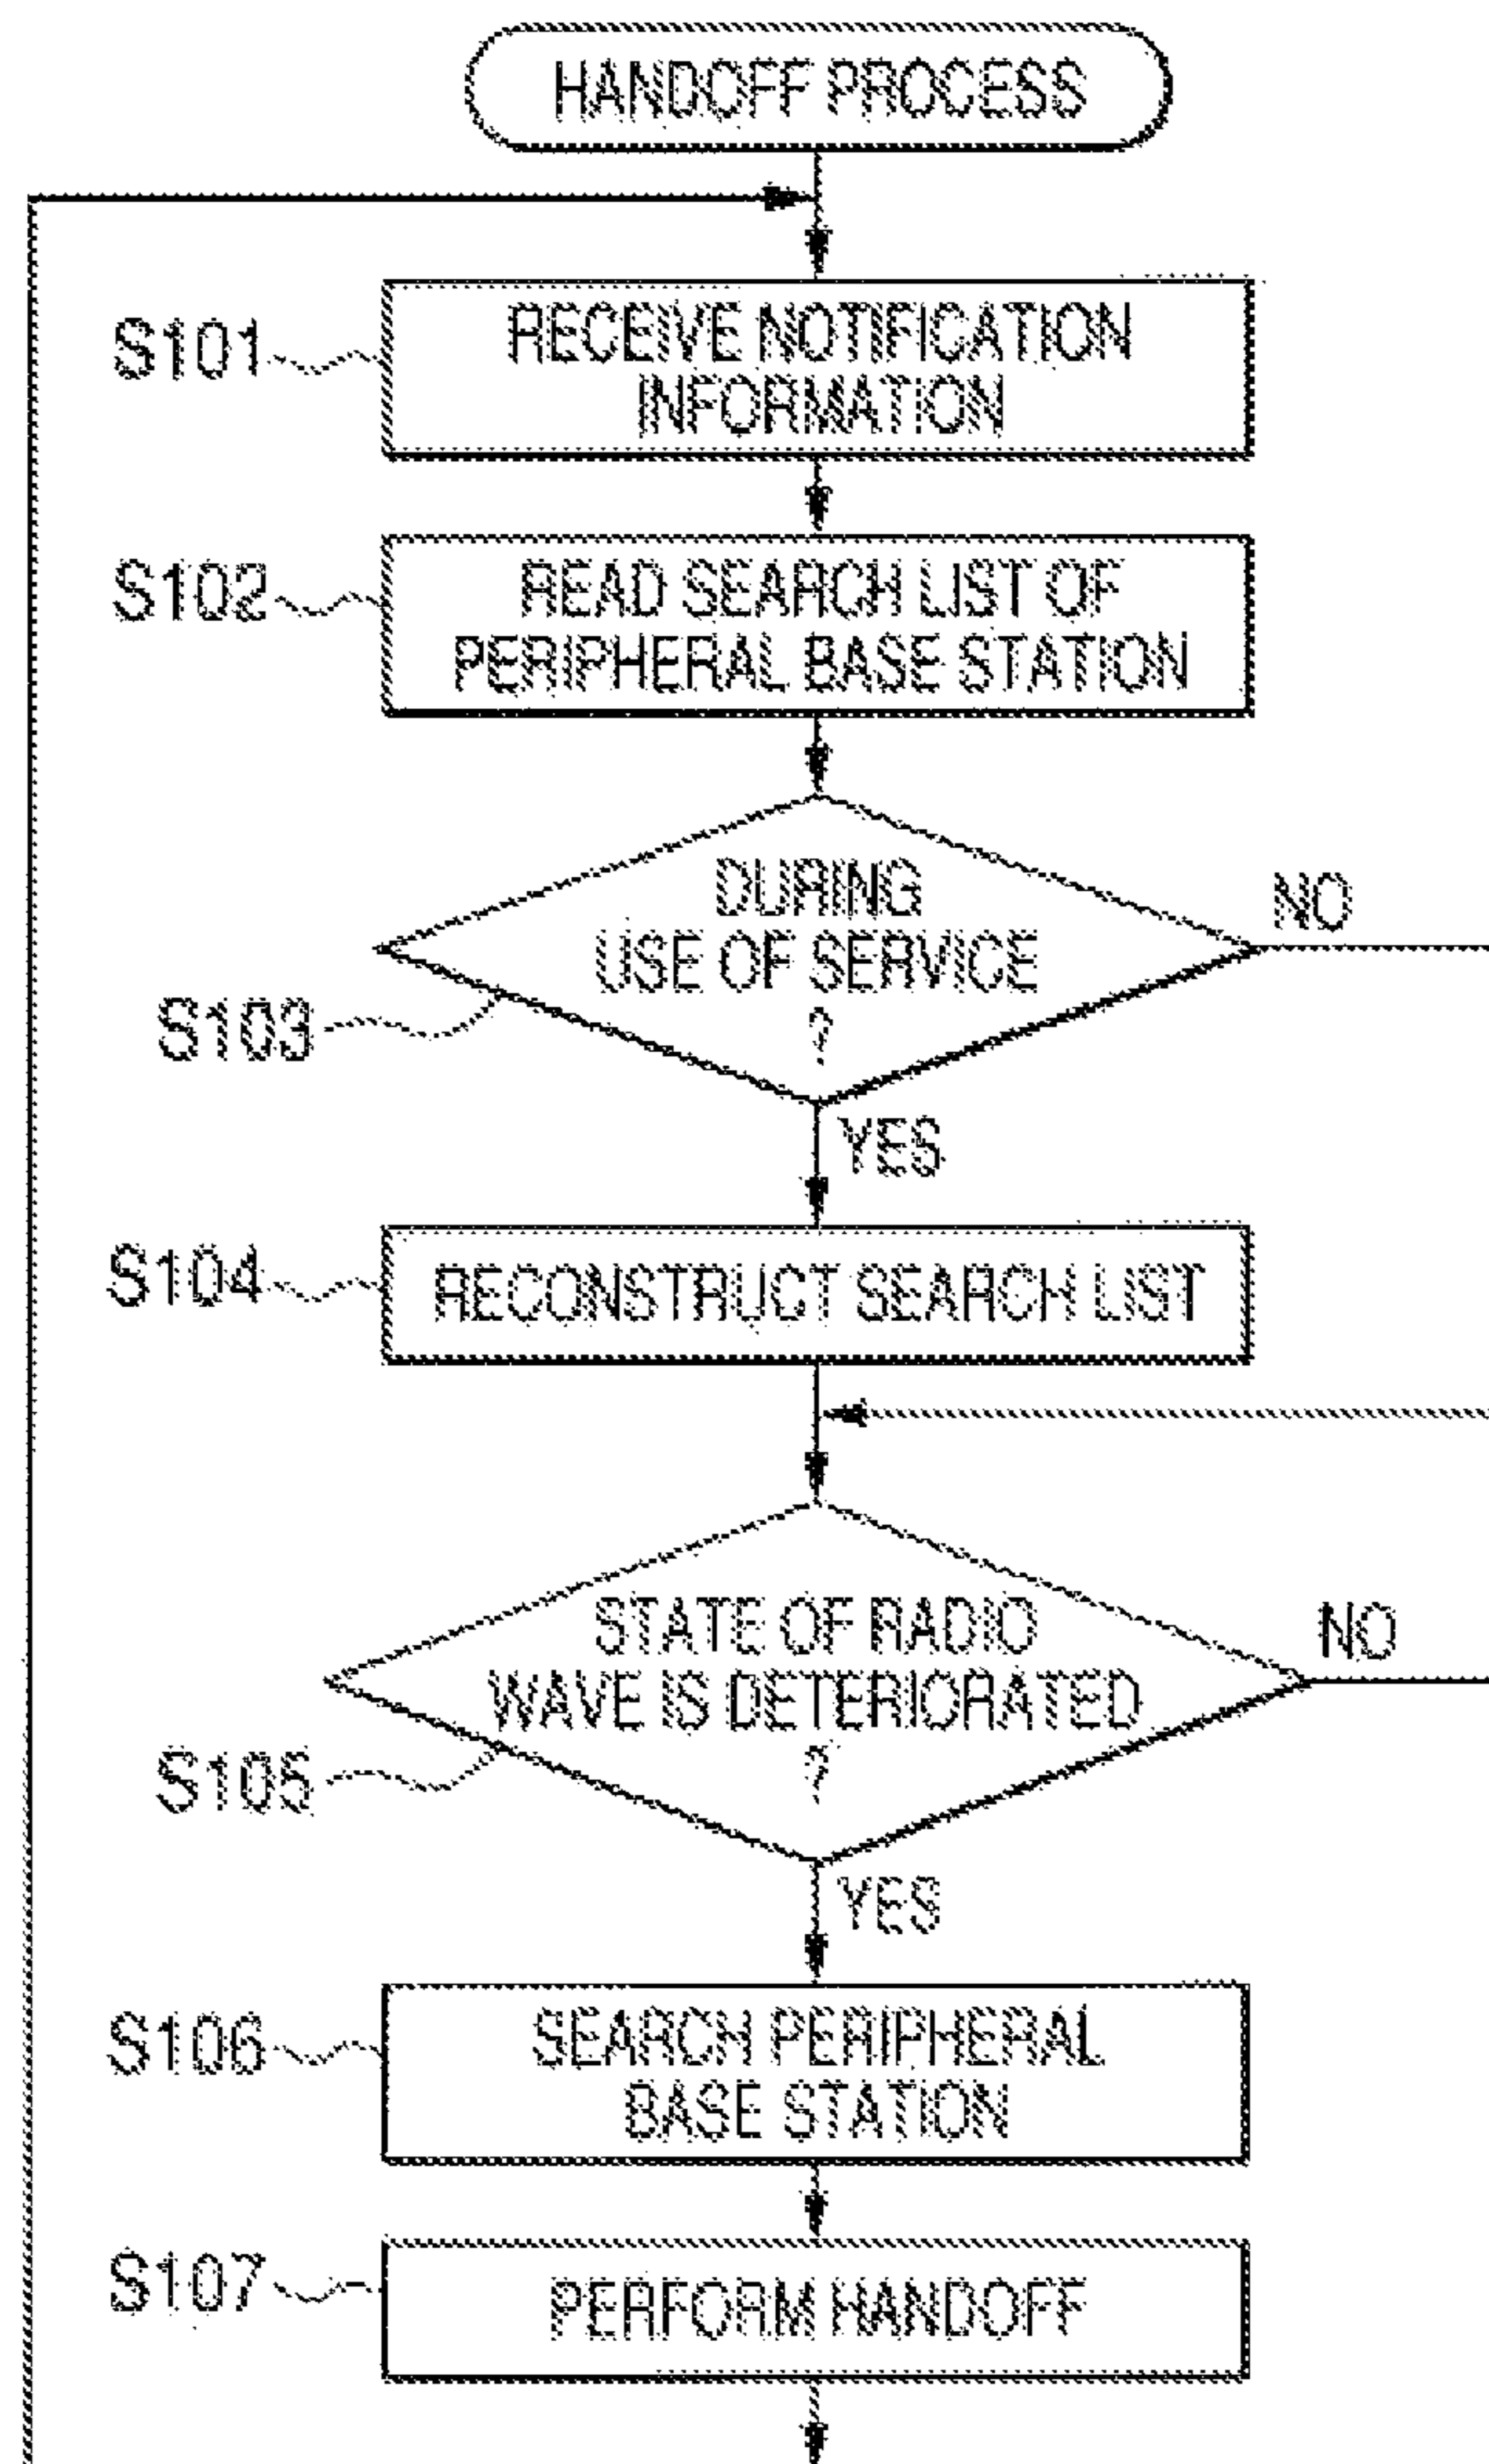 HANDOFF PROCESS
S101
RECEIVE NOTIFICATION
INFORMATION
S102
READ SEARCH LIST OF
PERIPHERAL BASE STATION
DURING
USE OF SERVICE
?
NO
S103
YES
S104
RECONSTRUCT SEARCH LIST
STATE OF RADIO
WAVE IS DETERIORATED
?
NO
S105
YES
S106
SEARCH PERIPHERAL
BASE STATION
S107
PERFORM HANDOFF